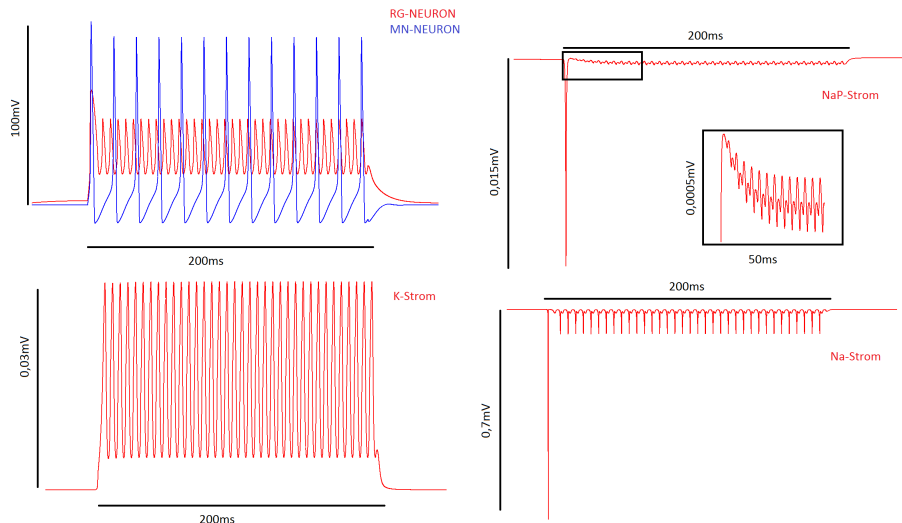 RG-NEURON
MN-NEURON
100mV
200ms
K-Strom
0,03mV
200ms
200ms
NaP-Strom
0,015mV
0,0005mV
50ms
200ms
Na-Strom
0,7mV